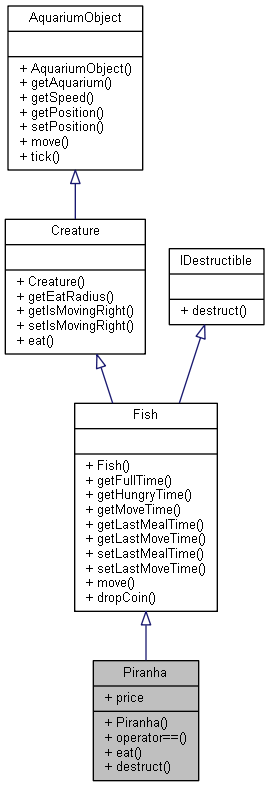 AquariumObject
+ AquariumObject()
+ getAquarium()
+ getSpeed()
+ getPosition()
+ setPosition()
+ move()
+ tick()
Creature
+ Creature()
+ getEatRadius()
+ getIsMovingRight()
+ setIsMovingRight()
+ eat()
IDestructible
+ destruct()
Fish
+ Fish()
+ getFullTime()
+ getHungryTime()
+ getMoveTime()
+ getLastMealTime()
+ getLastMoveTime()
+ setLastMealTime()
+ setLastMoveTime()
+ move()
+ dropCoin()
Piranha
+ price
+ Piranha()
+ operator==()
+ eat()
+ destruct()